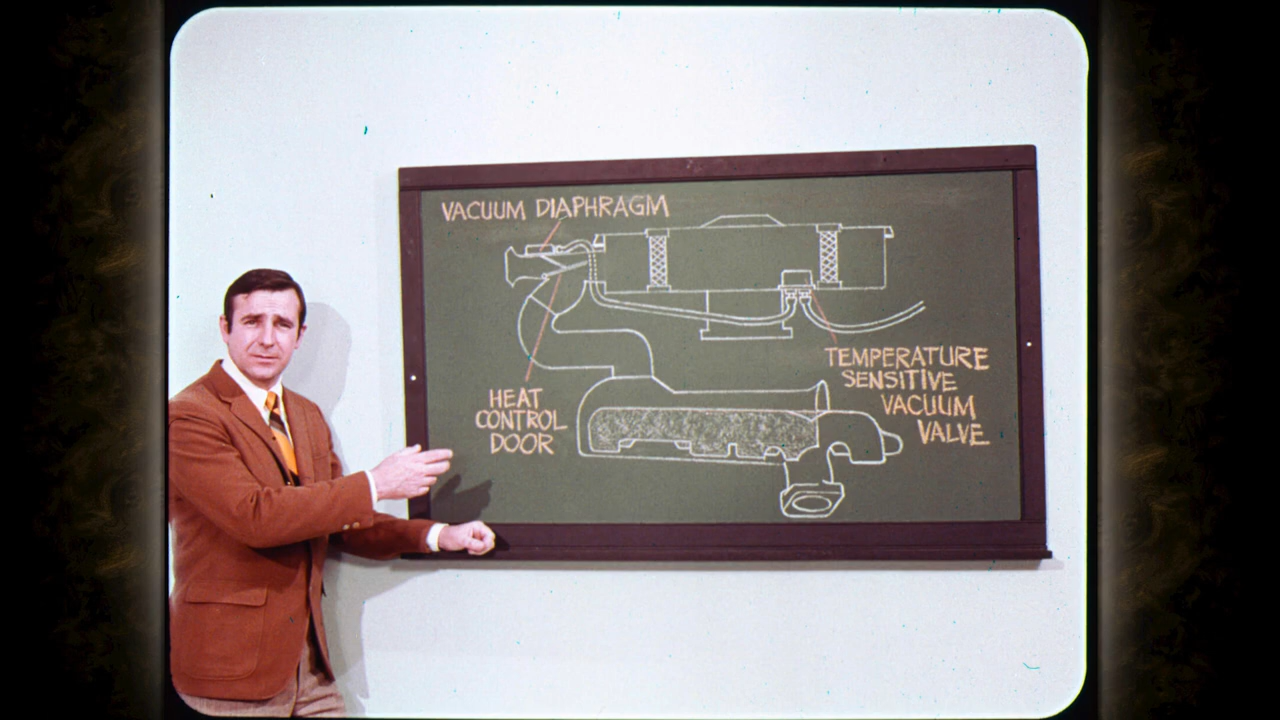 VACUUM DIAPHRAGM
HEAT
CONTROL
DOOR
TEMPERATURE
SENSITIVE
VACUUM
VALVE